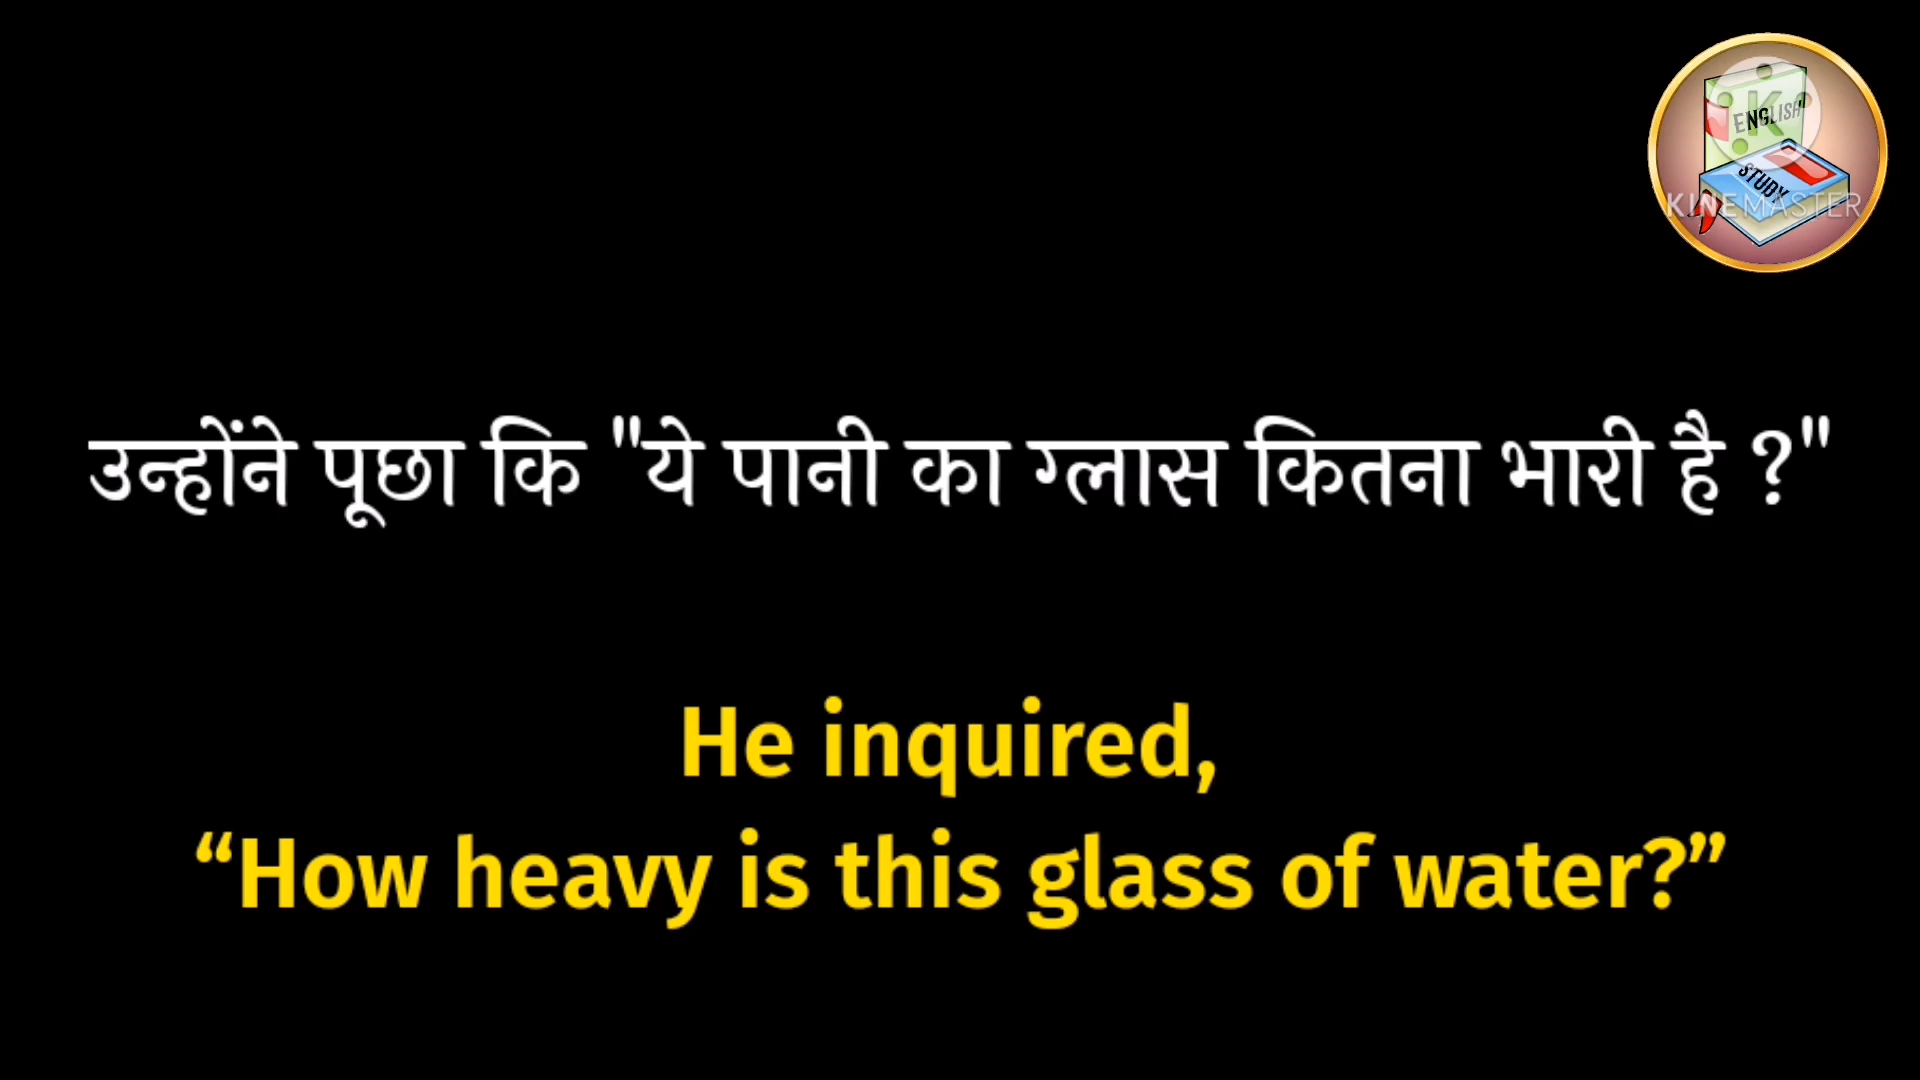 ENGLISH
STUDY
KINEMASTER
उन्होंने पूछा कि "ये पानी का ग्लास कितना भारी है ?"
He inquired,
“How heavy is this glass of water?”